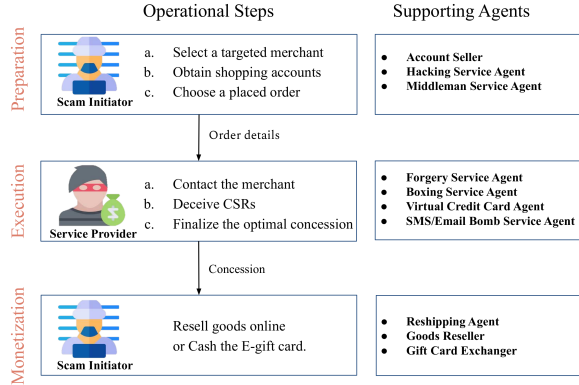 Operational Steps
Supporting Agents
Preparation
a. Select a targeted merchant
b. Obtain shopping accounts
c. Choose a placed order
Scam Initiator
● Account Seller
● Hacking Service Agent
● Middleman Service Agent
Order details
Execution
a. Contact the merchant
b. Deceive CSRs
c. Finalize the optimal concession
Service Provider
● Forgery Service Agent
● Boxing Service Agent
● Virtual Credit Card Agent
● SMS/Email Bomb Service Agent
Concession
Monetization
Resell goods online
or Cash the E-gift card.
Scam Initiator
● Reshipping Agent
● Goods Reseller
● Gift Card Exchanger